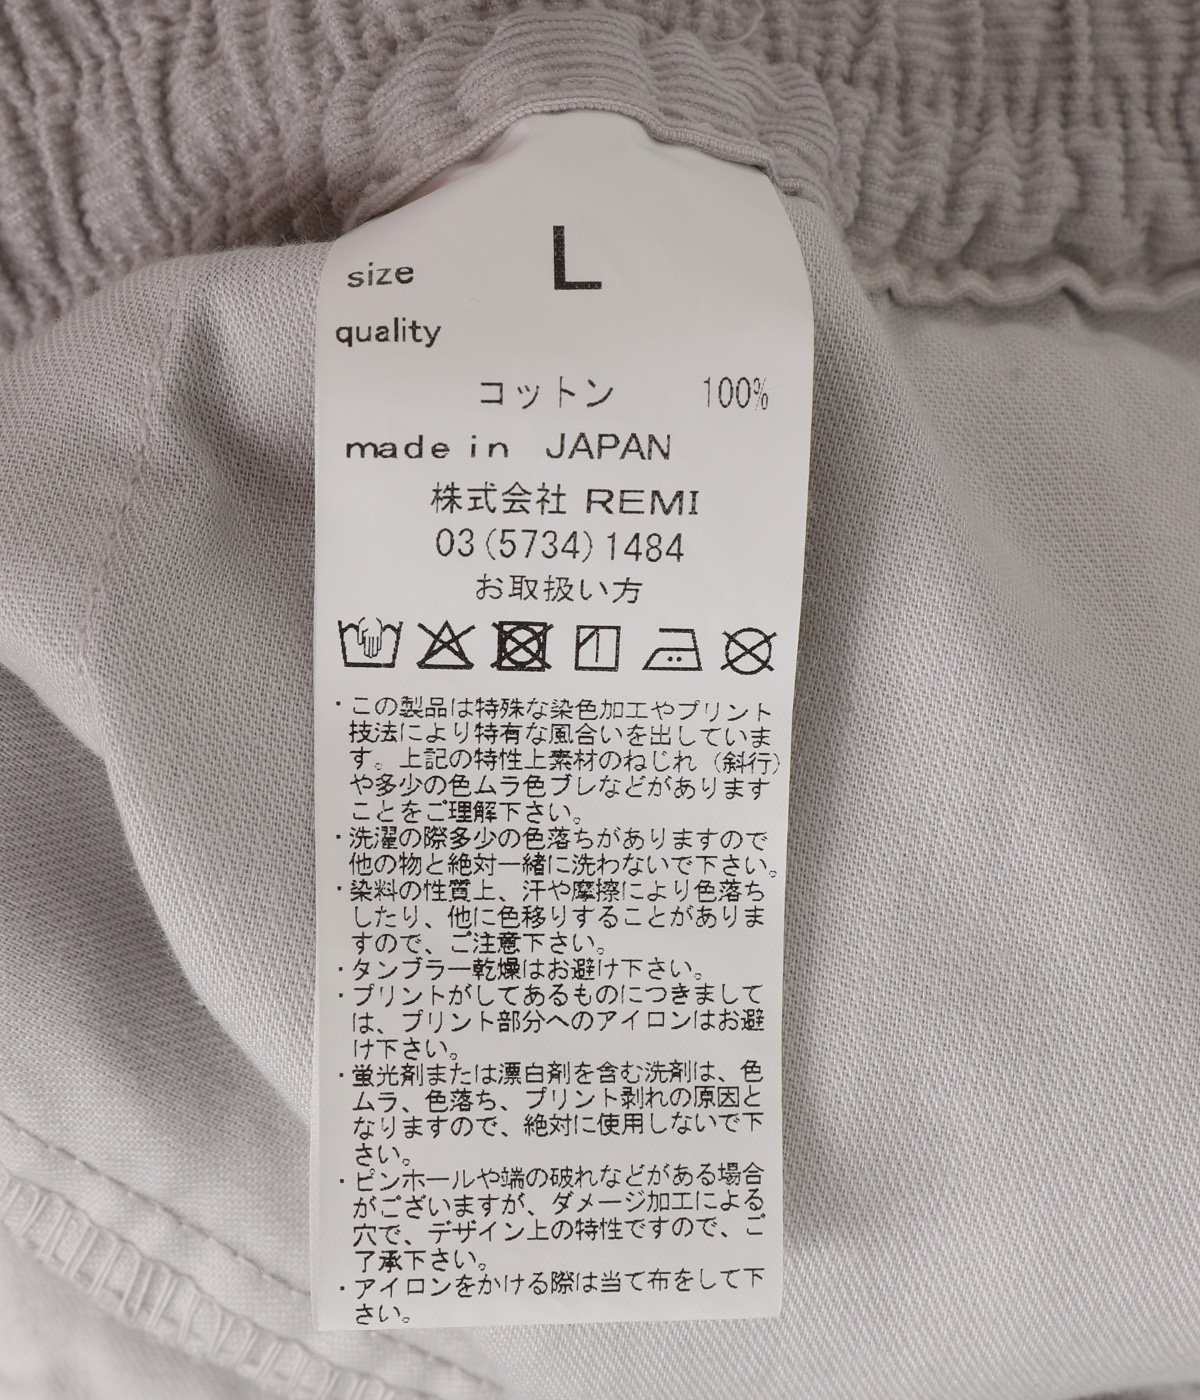 size L
quality
コットン 100%
made in JAPAN
株式会社 REMI
03(5734)1484
お取扱い方
・この製品は特殊な染色加工やプリント
技法により特有な風合いを出していま
す。上記の特性上素材のねじれ（斜行）
や多少の色ムラ色ブレなどがあります
ことをご理解下さい。
・洗濯の際多少の色落ちがありますので
他の物と絶対一緒に洗わないで下さい。
・染料の性質上、汗や摩擦により色落ち
したり、他に色移りすることがありま
すので、ご注意下さい。
・タンブラー乾燥はお避け下さい。
・プリントがしてあるものにつきまして
は、プリント部分へのアイロンはお避
け下さい。
・蛍光剤または漂白剤を含む洗剤は、色
ムラ、色落ち、プリント剥れの原因と
なりますので、絶対に使用しないで下
さい。
・ピンホールや端の破れなどがある場合
がございますが、ダメージ加工による
穴で、デザイン上の特性ですので、ご
了承下さい。
・アイロンをかける際は当て布をして下
さい。